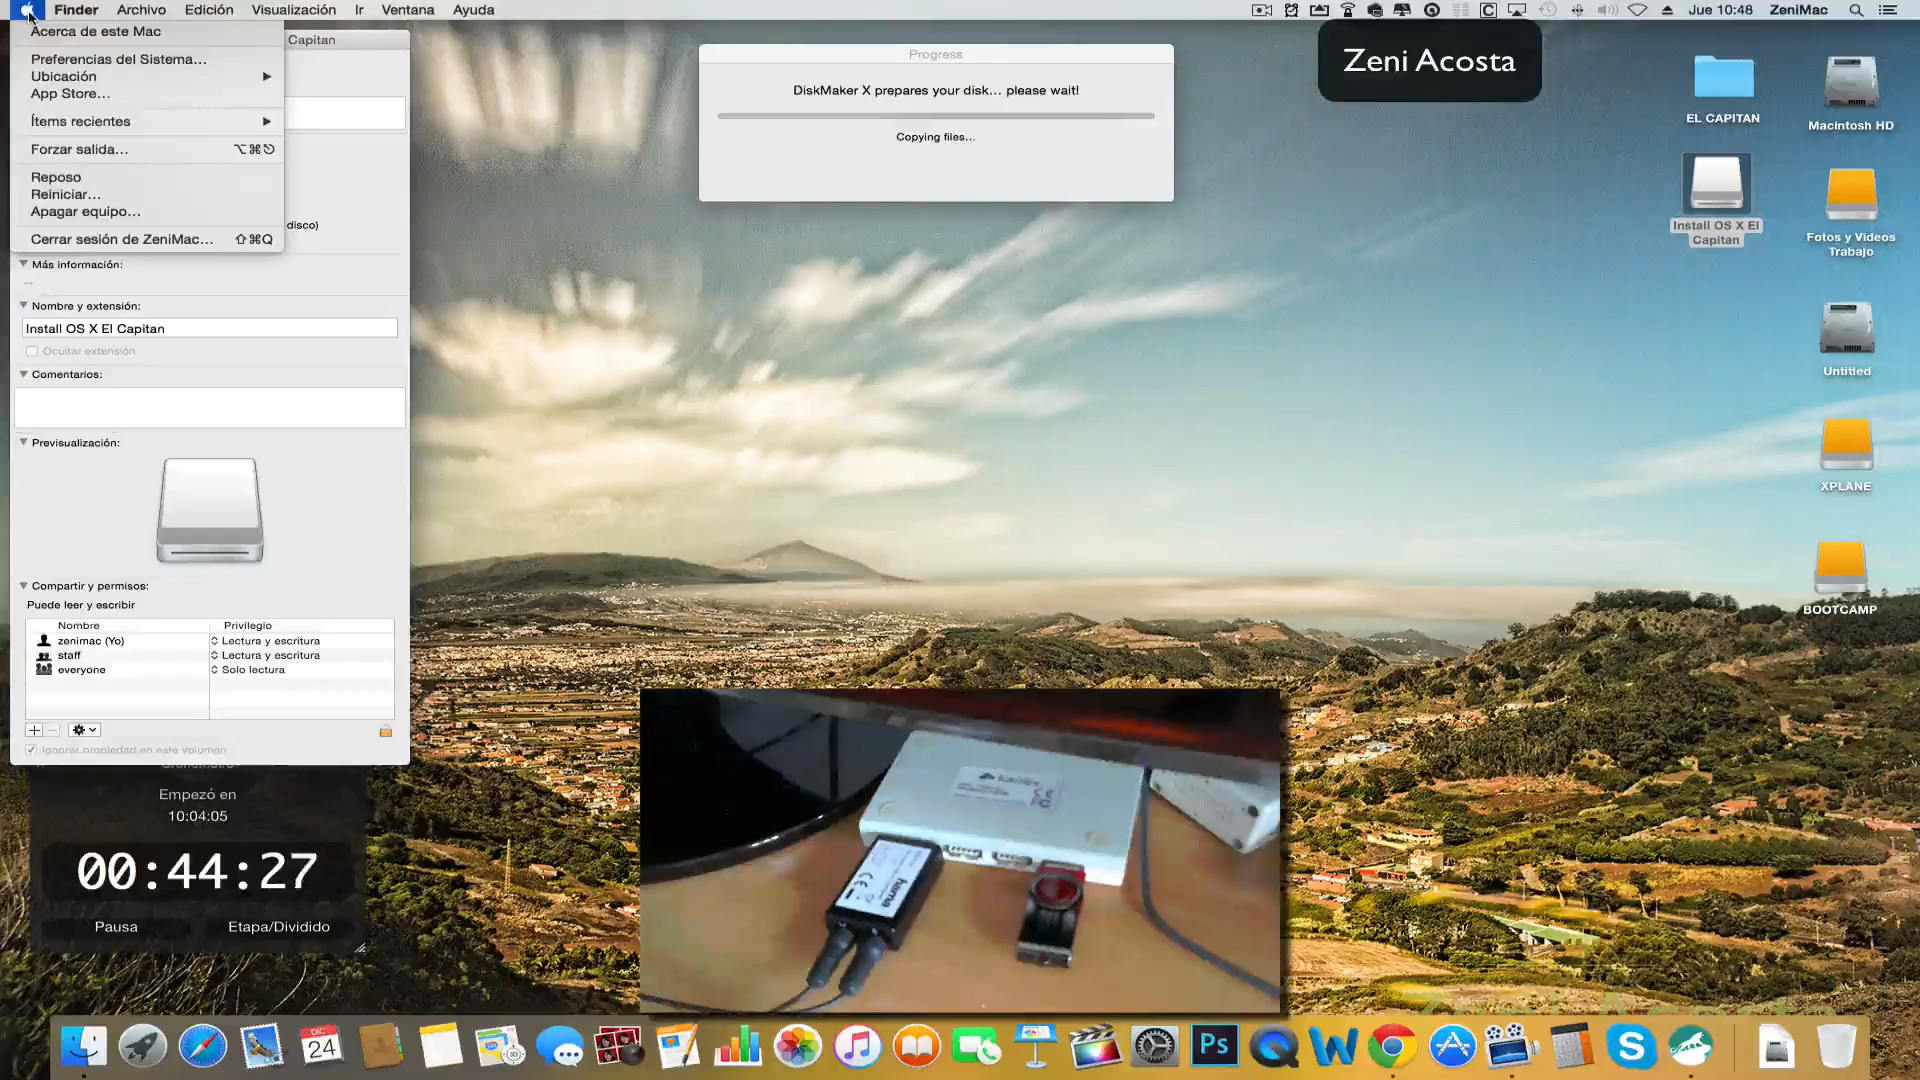 Finder Archivo Edición Visualización Ir Ventana Ayuda
Jue 10:48 ZeniMac
Acerca de este Mac
Preferencias del Sistema...
Ubicación
App Store...
Ítems recientes
Forzar salida... ⌥⌘⎋
Reposo
Reiniciar...
Apagar equipo...
Cerrar sesión de ZeniMac... ⇧⌘Q
Capitan
disco)
Más información:
--
Nombre y extensión:
Install OS X El Capitan
Ocultar extensión
Comentarios:
Previsualización:
Compartir y permisos:
Puede leer y escribir
Nombre Privilegio
zenimac (Yo) Lectura y escritura
staff Lectura y escritura
everyone Solo lectura
Ignorar propiedad en este volumen
Empezó en
10:04:05
00:44:27
Pausa Etapa/Dividido
Progress
DiskMaker X prepares your disk... please wait!
Copying files...
Zeni Acosta
EL CAPITAN
Macintosh HD
Install OS X El
Capitan
Fotos y Videos
Trabajo
Untitled
XPLANE
BOOTCAMP
hama
DIC
24
Ps